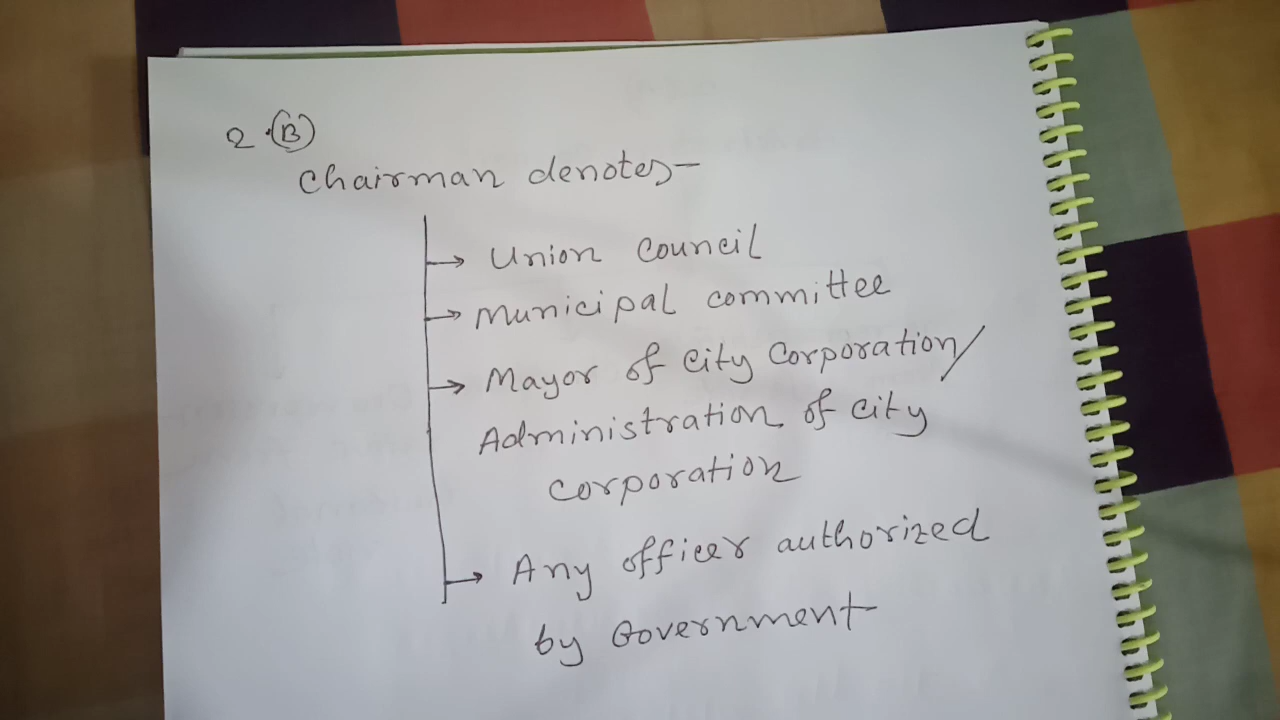 2. (B)
Chairman denotes-
→ Union Council
→ Municipal committee
→ Mayor of City Corporation/
Administration of city
corporation
→ Any officer authorized
by Government